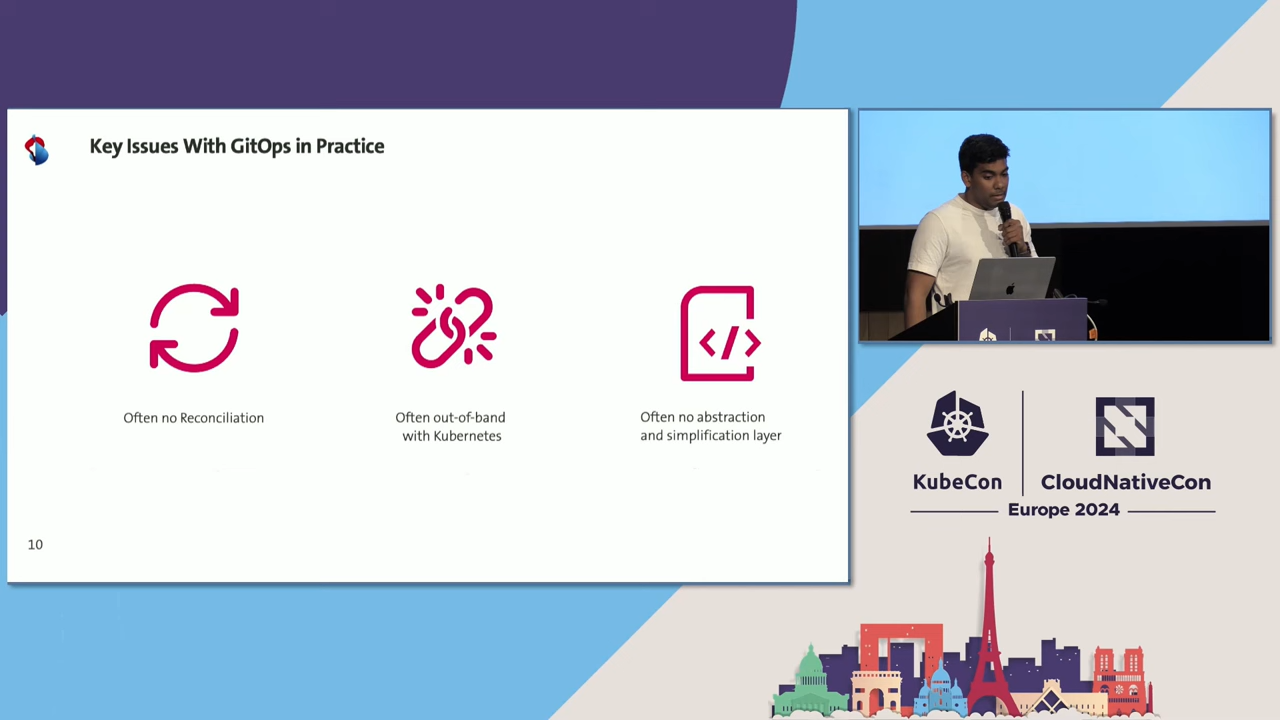 Key Issues With GitOps in Practice
Often no Reconciliation
Often out-of-band
with Kubernetes
Often no abstraction
and simplification layer
10
KubeCon
CloudNativeCon
Europe 2024